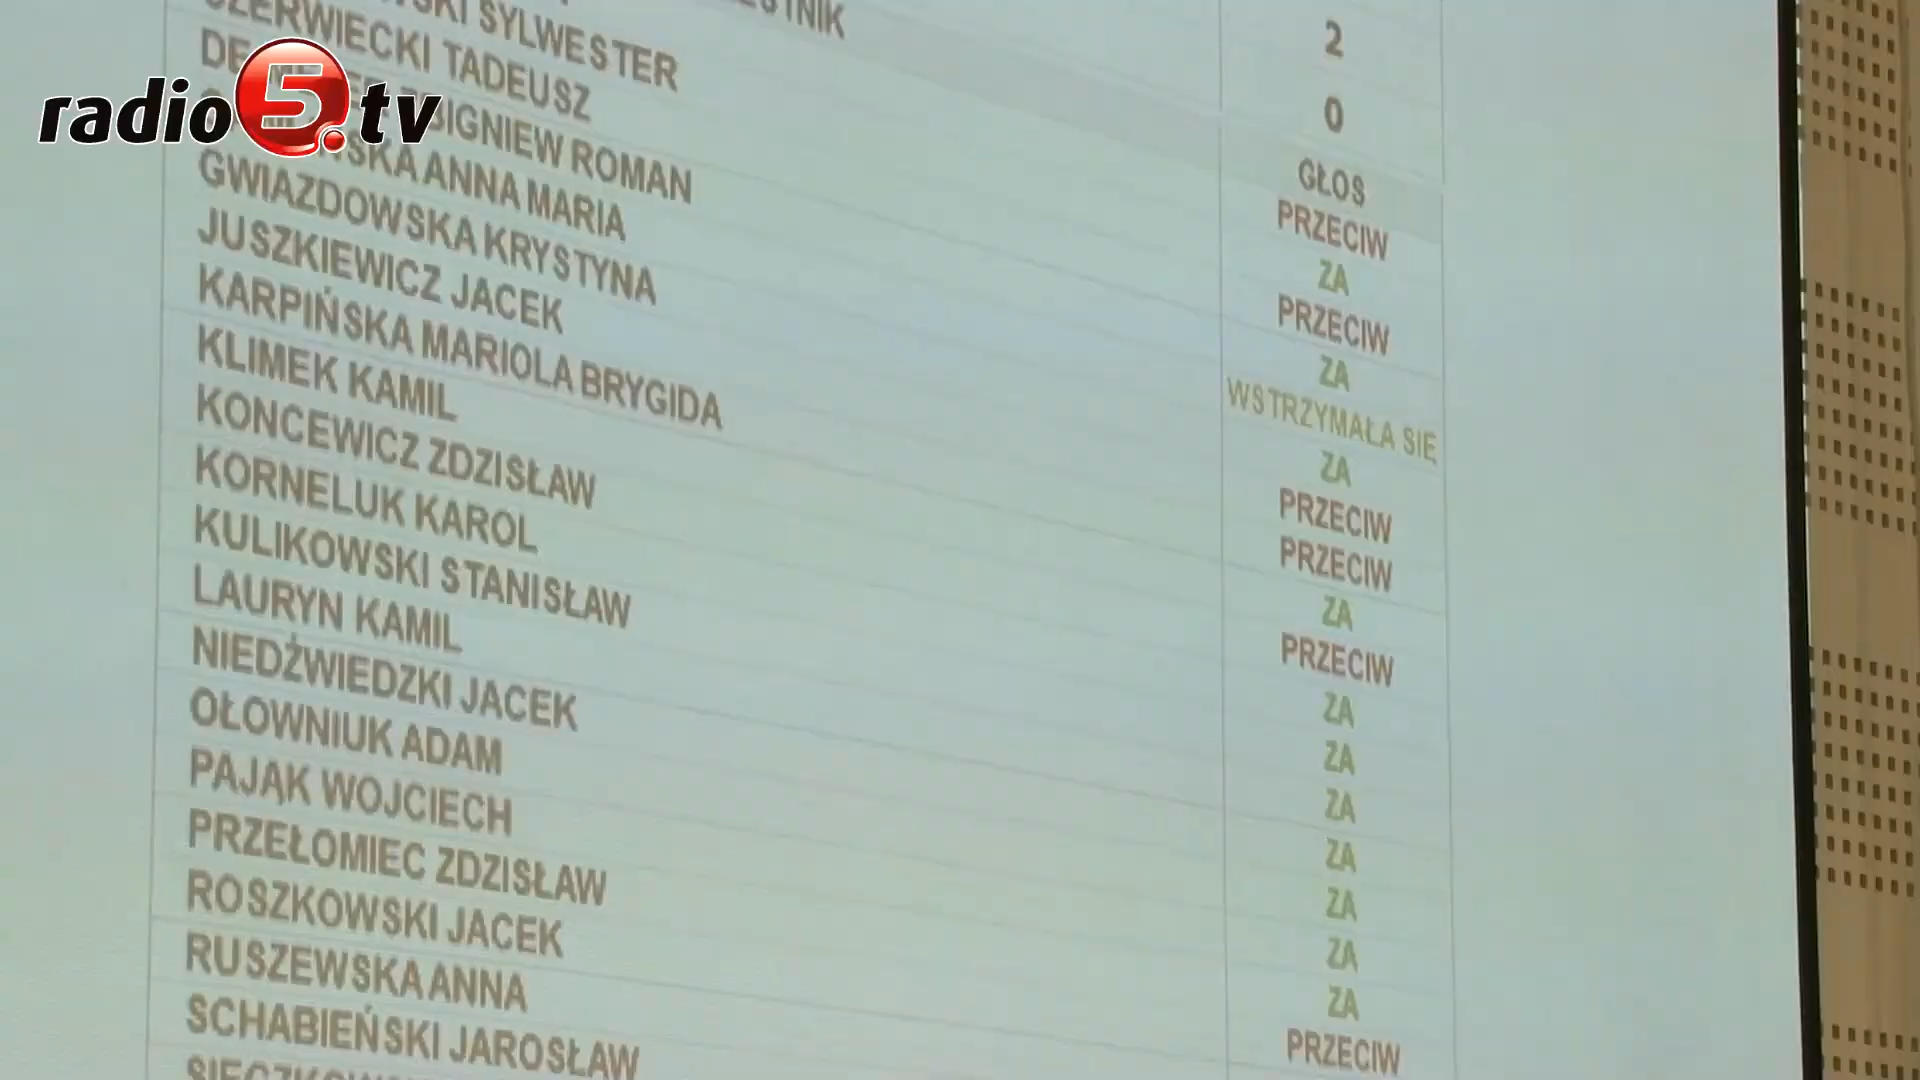 radio5.tv
2
0
GŁOS
SYLWESTER PRZECIW
CZERWIECKI TADEUSZ ZA
ZBIGNIEW ROMAN PRZECIW
ANNA MARIA ZA
GWIAZDOWSKA KRYSTYNA WSTRZYMAŁA SIĘ
JUSZKIEWICZ JACEK ZA
KARPIŃSKA MARIOLA BRYGIDA PRZECIW
KLIMEK KAMIL PRZECIW
KONCEWICZ ZDZISŁAW ZA
KORNELUK KAROL PRZECIW
KULIKOWSKI STANISŁAW ZA
LAURYN KAMIL ZA
NIEDŹWIEDZKI JACEK ZA
OŁOWNIUK ADAM ZA
PAJĄK WOJCIECH ZA
PRZEŁOMIEC ZDZISŁAW ZA
ROSZKOWSKI JACEK ZA
RUSZEWSKA ANNA PRZECIW
SCHABIEŃSKI JAROSŁAW